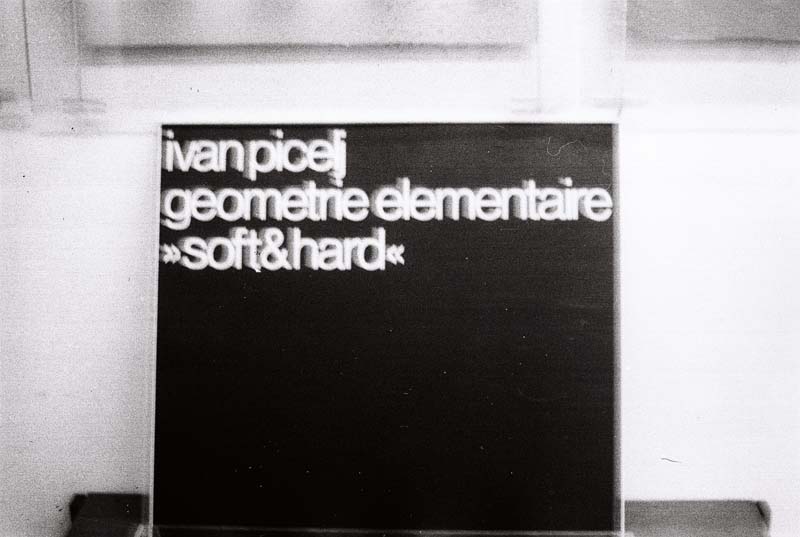 ivan picelj
geometrie elementaire
»soft&hard«